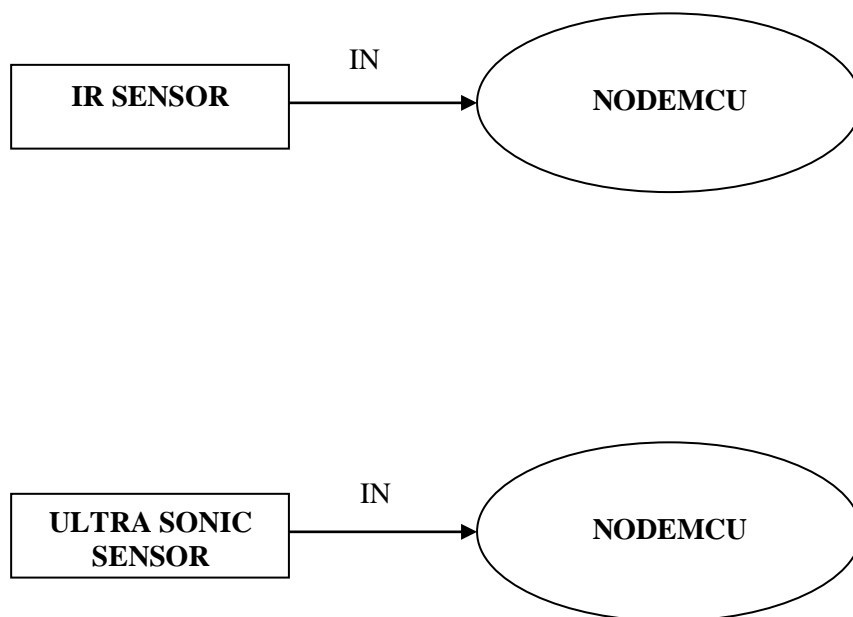 IN
IR SENSOR
NODEMCU
IN
ULTRA SONIC
SENSOR
NODEMCU